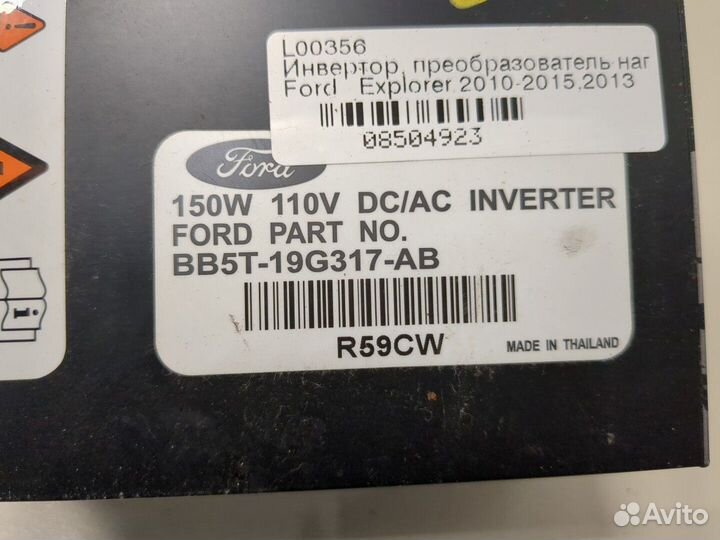 L00356
Инвертор, преобразователь наг
Ford Explorer 2010-2015,2013
08504923
Ford
150W 110V DC/AC INVERTER
FORD PART NO.
BB5T-19G317-AB
R59CW
MADE IN THAILAND
Avito